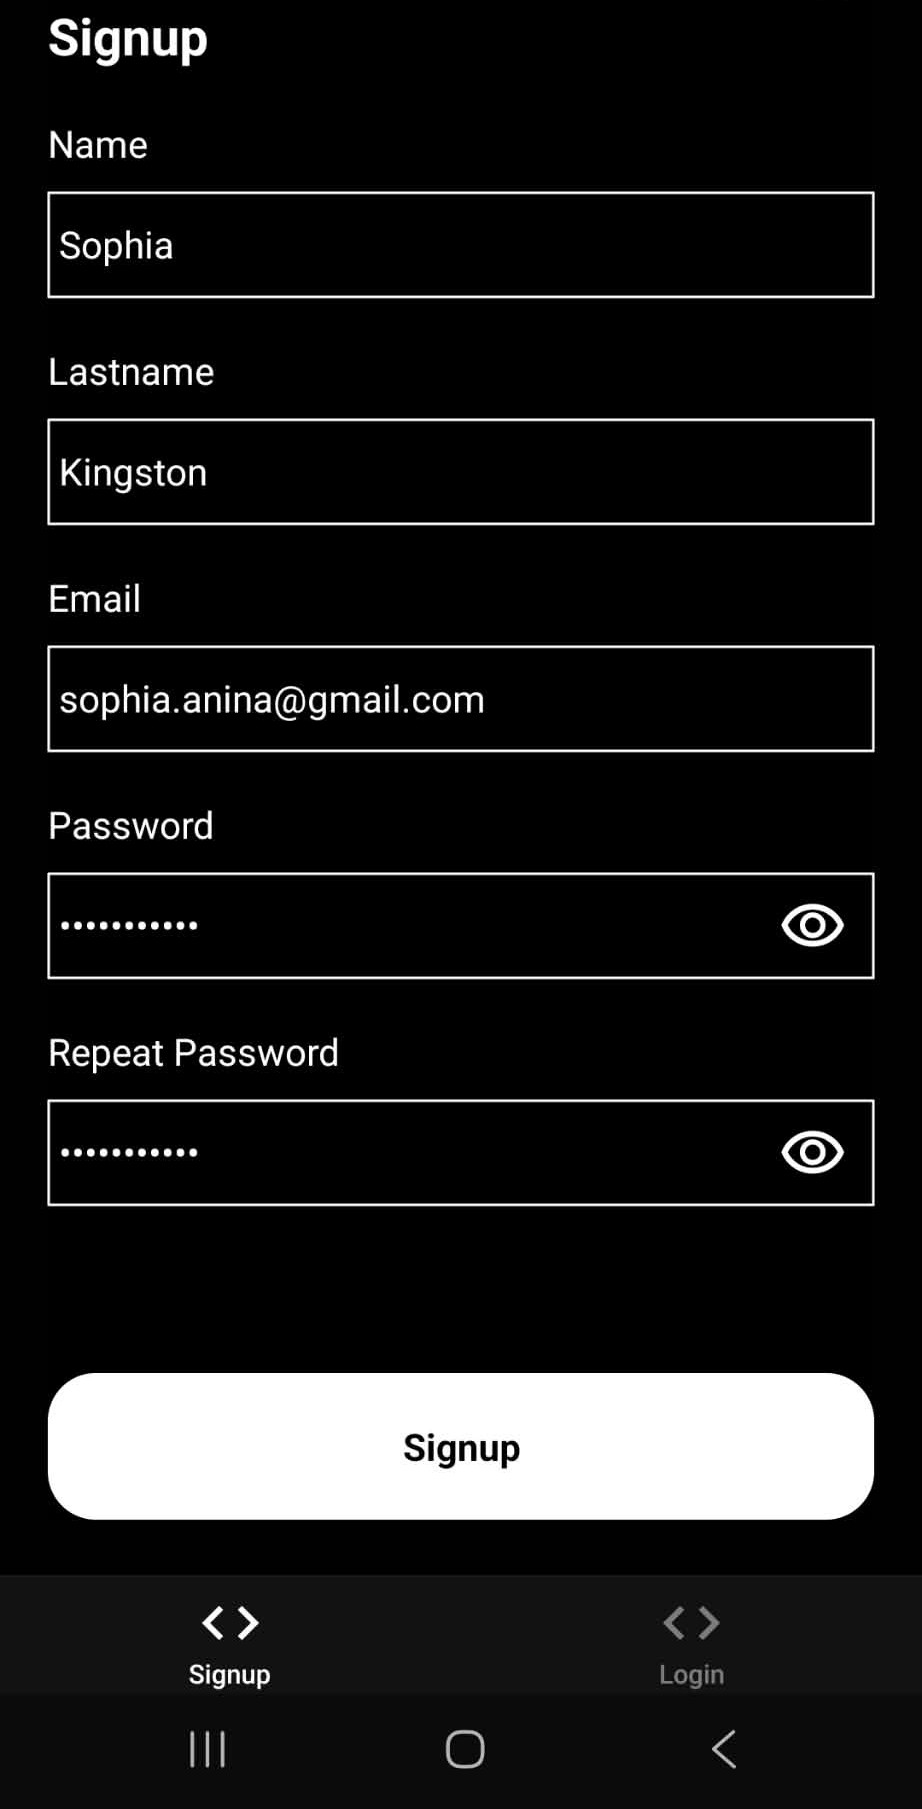 Signup
Name
Sophia
Lastname
Kingston
Email
sophia.anina@gmail.com
Password
•••••••••••
Repeat Password
•••••••••••
Signup
Signup
Login